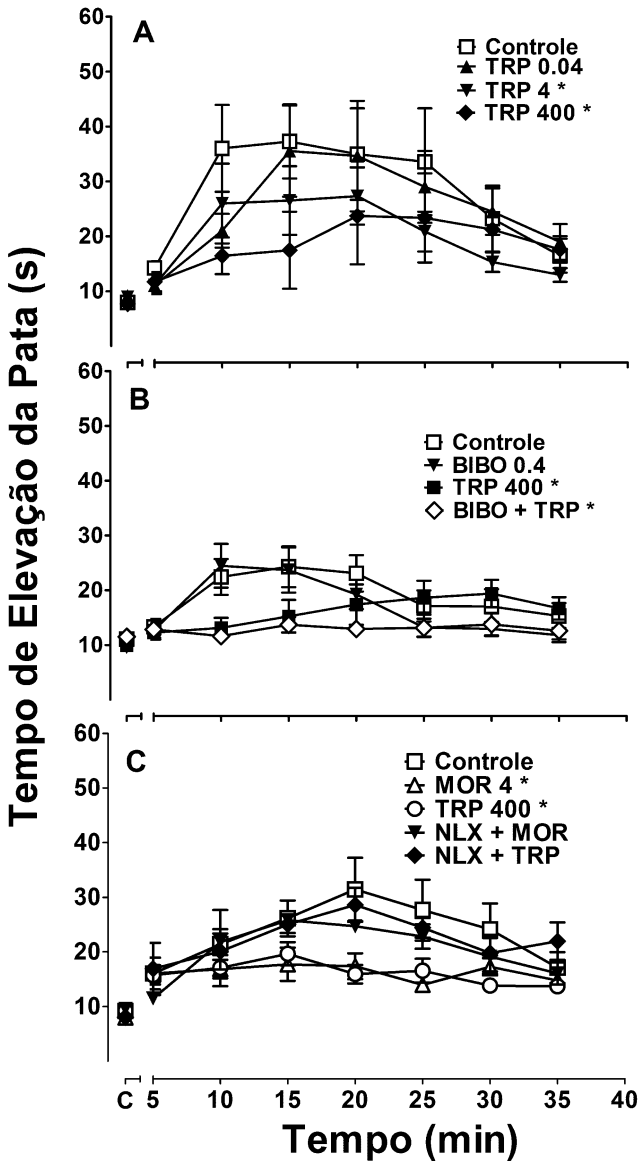 Tempo de Elevação da Pata (s)
A
60
50
40
30
20
10
Controle
TRP 0.04
TRP 4 *
TRP 400 *
B
60
50
40
30
20
10
Controle
BIBO 0.4
TRP 400 *
BIBO + TRP *
C
60
50
40
30
20
10
Controle
MOR 4 *
TRP 400 *
NLX + MOR
NLX + TRP
C 5 10 15 20 25 30 35 40
Tempo (min)